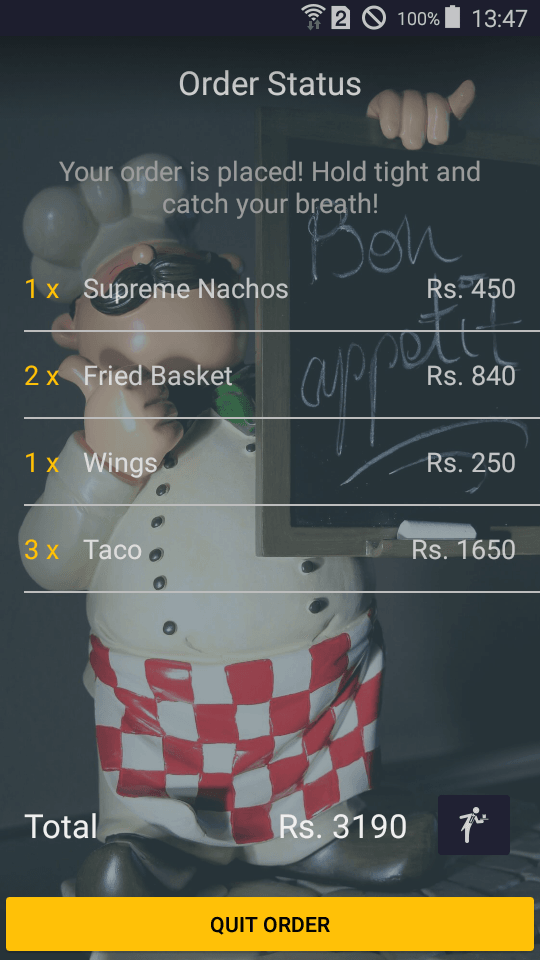 2 100% 13:47
Order Status
Your order is placed! Hold tight and
catch your breath!
Bon
appetit
1 x Supreme Nachos Rs. 450
2 x Fried Basket Rs. 840
1 x Wings Rs. 250
3 x Taco Rs. 1650
Total Rs. 3190
QUIT ORDER